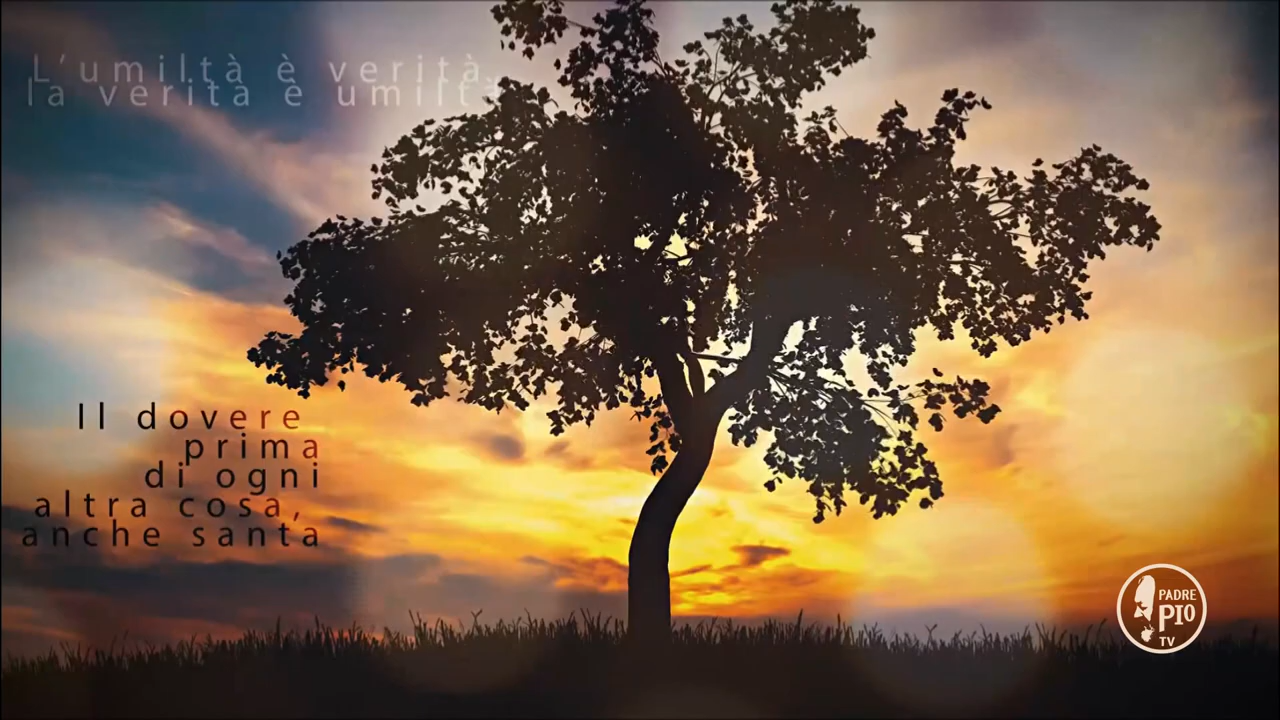 L'umiltà è verità,
la verità è umiltà
Il dovere
prima
di ogni
altra cosa,
anche santa
PADRE
PIO
TV